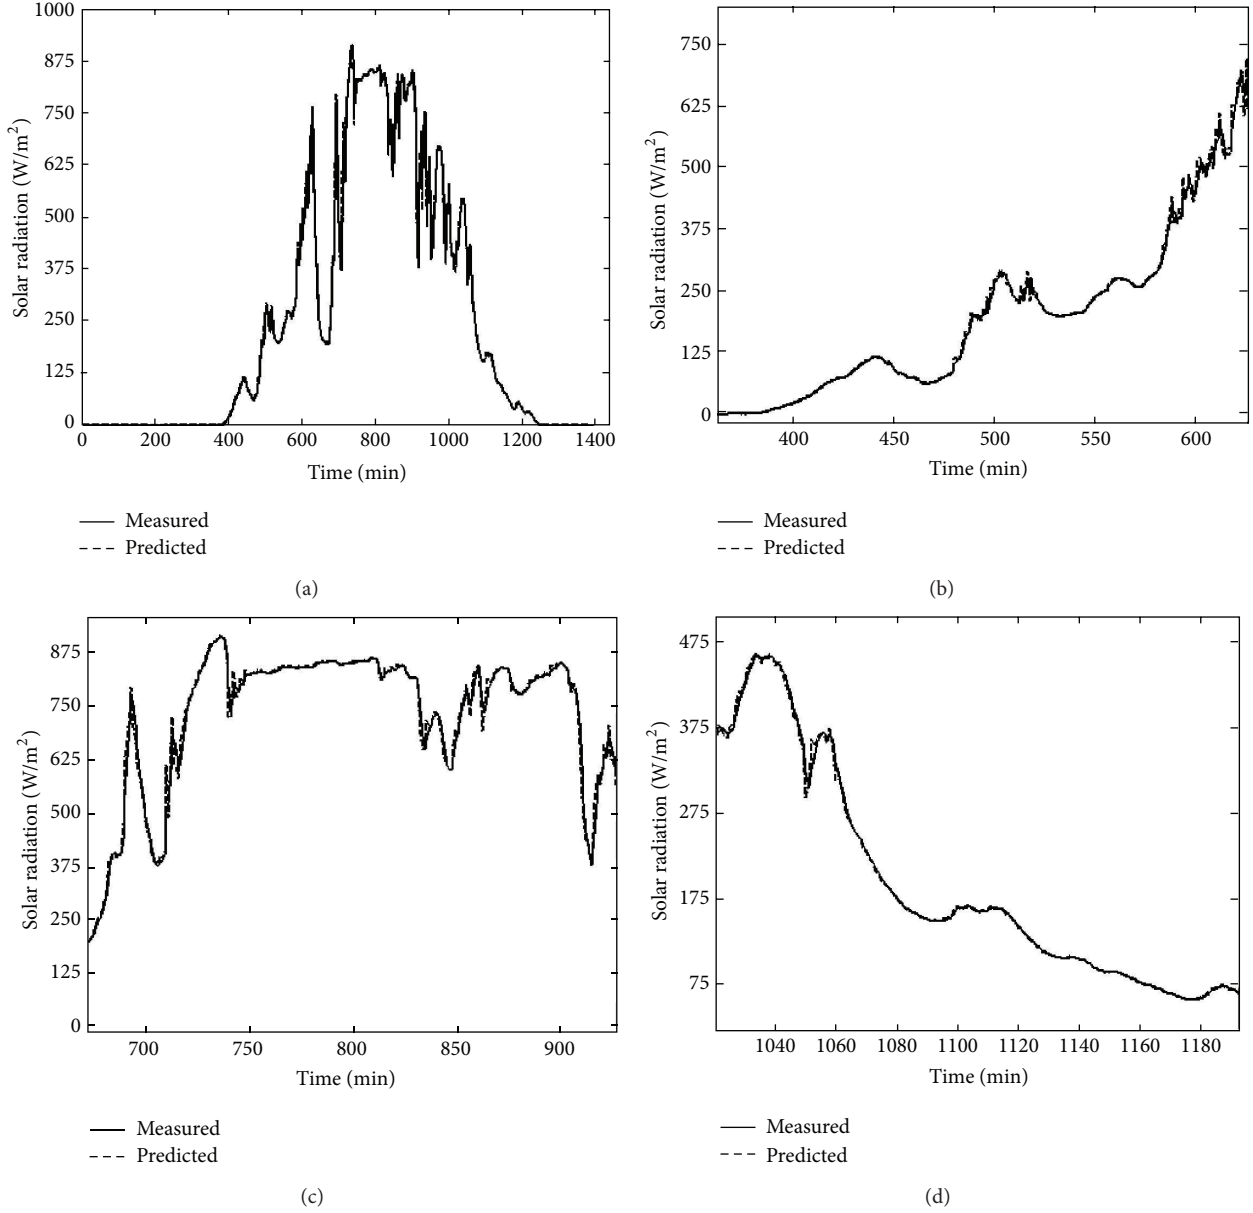 1000
875
750
625
500
375
250
125
0
Solar radiation (W/m²)
0 200 400 600 800 1000 1200 1400
Time (min)
Measured
Predicted
(a)
750
625
500
375
250
125
0
Solar radiation (W/m²)
400 450 500 550 600
Time (min)
Measured
Predicted
(b)
875
750
625
500
375
250
125
0
Solar radiation (W/m²)
700 750 800 850 900
Time (min)
Measured
Predicted
(c)
475
375
275
175
75
Solar radiation (W/m²)
1040 1060 1080 1100 1120 1140 1160 1180
Time (min)
Measured
Predicted
(d)